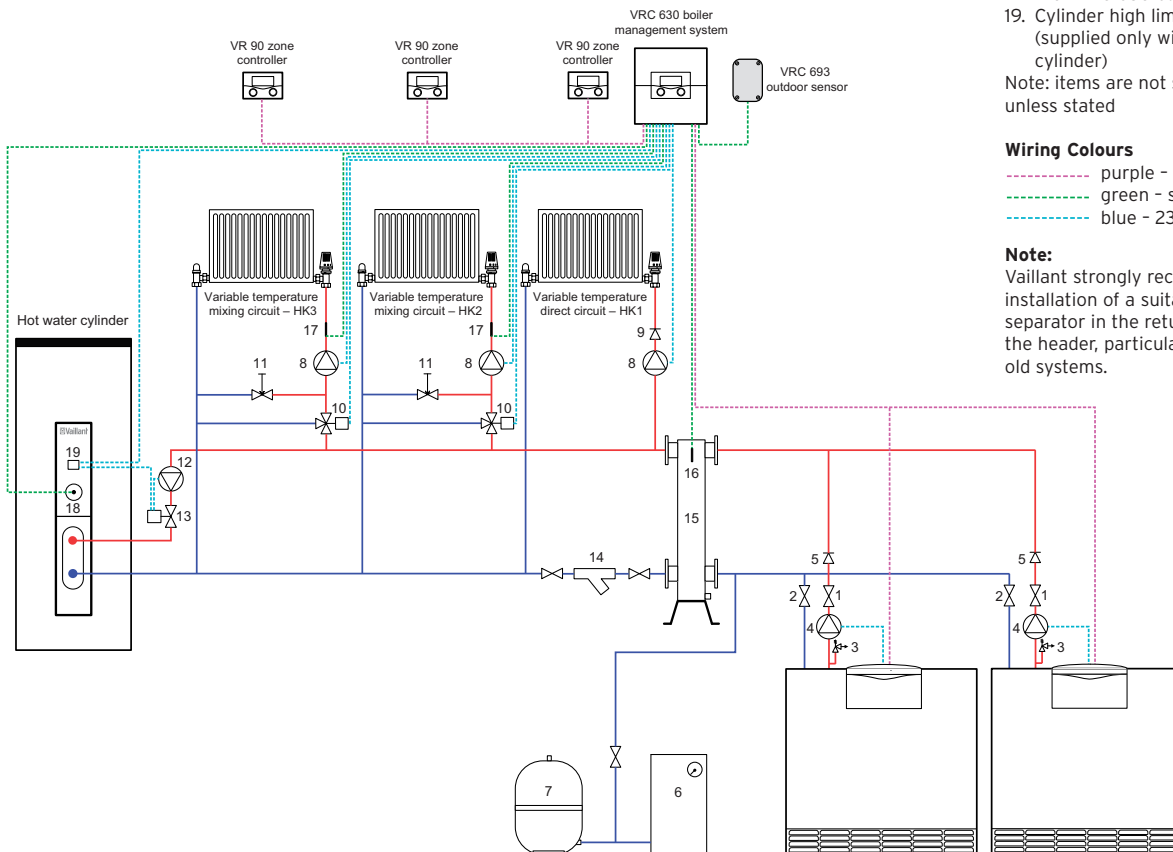 VRC 630 boiler
management system
VR 90 zone
controller
VR 90 zone
controller
VR 90 zone
controller
VRC 693
outdoor sensor
Variable temperature
mixing circuit – HK3
Variable temperature
mixing circuit – HK2
Variable temperature
direct circuit – HK1
Hot water cylinder
17
17
9
11
8
11
8
8
10
10
Vaillant
19
12
18
13
16
15
14
5
5
2
1
2
1
4
4
3
3
7
6
19. Cylinder high lim
(supplied only wi
cylinder)
Note: items are not
unless stated
Wiring Colours
purple –
green – s
blue – 23
Note:
Vaillant strongly rec
installation of a suita
separator in the retu
the header, particula
old systems.